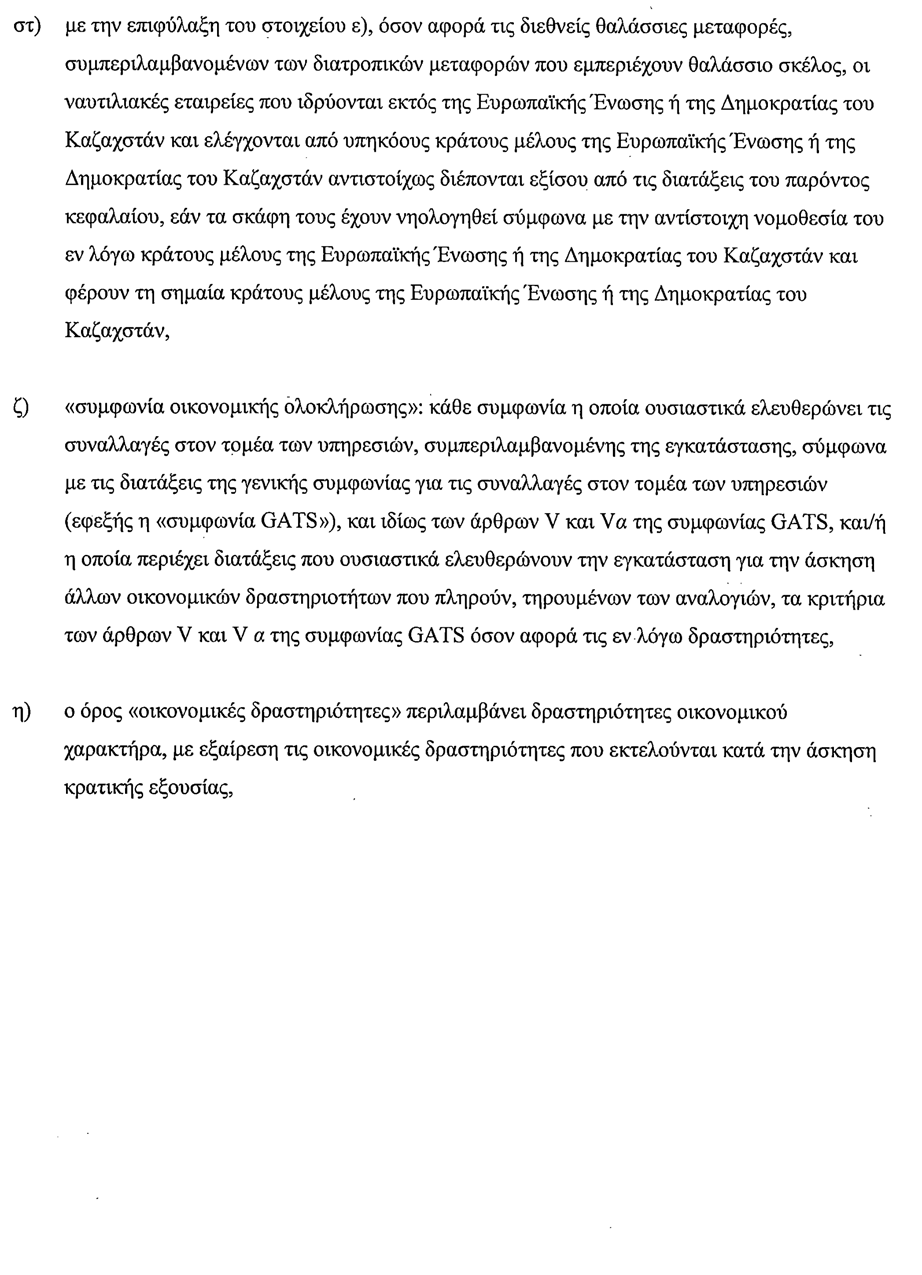 στ) με την επιφύλαξη του στοιχείου ε), όσον αφορά τις διεθνείς θαλάσσιες μεταφορές,
συμπεριλαμβανομένων των διατροπικών μεταφορών που εμπεριέχουν θαλάσσιο σκέλος, οι
ναυτιλιακές εταιρείες που ιδρύονται εκτός της Ευρωπαϊκής Ένωσης ή της Δημοκρατίας του
Καζαχστάν και ελέγχονται από υπηκόους κράτους μέλους της Ευρωπαϊκής Ένωσης ή της
Δημοκρατίας του Καζαχστάν αντιστοίχως διέπονται εξίσου από τις διατάξεις του παρόντος
κεφαλαίου, εάν τα σκάφη τους έχουν νηολογηθεί σύμφωνα με την αντίστοιχη νομοθεσία του
εν λόγω κράτους μέλους της Ευρωπαϊκής Ένωσης ή της Δημοκρατίας του Καζαχστάν και
φέρουν τη σημαία κράτους μέλους της Ευρωπαϊκής Ένωσης ή της Δημοκρατίας του
Καζαχστάν,
ζ) «συμφωνία οικονομικής ολοκλήρωσης»: κάθε συμφωνία η οποία ουσιαστικά ελευθερώνει τις
συναλλαγές στον τομέα των υπηρεσιών, συμπεριλαμβανομένης της εγκατάστασης, σύμφωνα
με τις διατάξεις της γενικής συμφωνίας για τις συναλλαγές στον τομέα των υπηρεσιών
(εφεξής η «συμφωνία GATS»), και ιδίως των άρθρων V και Vα της συμφωνίας GATS, και/ή
η οποία περιέχει διατάξεις που ουσιαστικά ελευθερώνουν την εγκατάσταση για την άσκηση
άλλων οικονομικών δραστηριοτήτων που πληρούν, τηρουμένων των αναλογιών, τα κριτήρια
των άρθρων V και V α της συμφωνίας GATS όσον αφορά τις εν λόγω δραστηριότητες,
η) ο όρος «οικονομικές δραστηριότητες» περιλαμβάνει δραστηριότητες οικονομικού
χαρακτήρα, με εξαίρεση τις οικονομικές δραστηριότητες που εκτελούνται κατά την άσκηση
κρατικής εξουσίας,